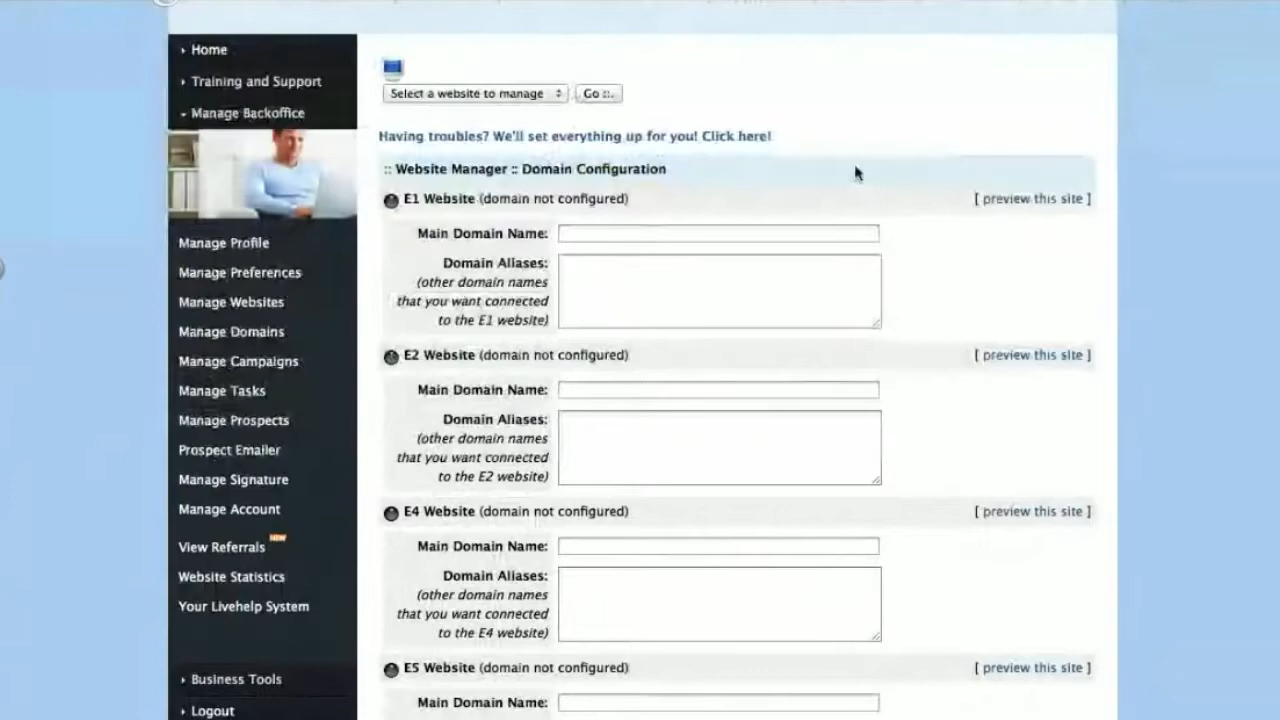 Home
Training and Support
Manage Backoffice
Manage Profile
Manage Preferences
Manage Websites
Manage Domains
Manage Campaigns
Manage Tasks
Manage Prospects
Prospect Emailer
Manage Signature
Manage Account
View Referrals NEW
Website Statistics
Your Livehelp System
Business Tools
Logout
Select a website to manage Go ::.
Having troubles? We'll set everything up for you! Click here!
:: Website Manager :: Domain Configuration
E1 Website (domain not configured) [ preview this site ]
Main Domain Name:
Domain Aliases:
(other domain names
that you want connected
to the E1 website)
E2 Website (domain not configured) [ preview this site ]
Main Domain Name:
Domain Aliases:
(other domain names
that you want connected
to the E2 website)
E4 Website (domain not configured) [ preview this site ]
Main Domain Name:
Domain Aliases:
(other domain names
that you want connected
to the E4 website)
E5 Website (domain not configured) [ preview this site ]
Main Domain Name: